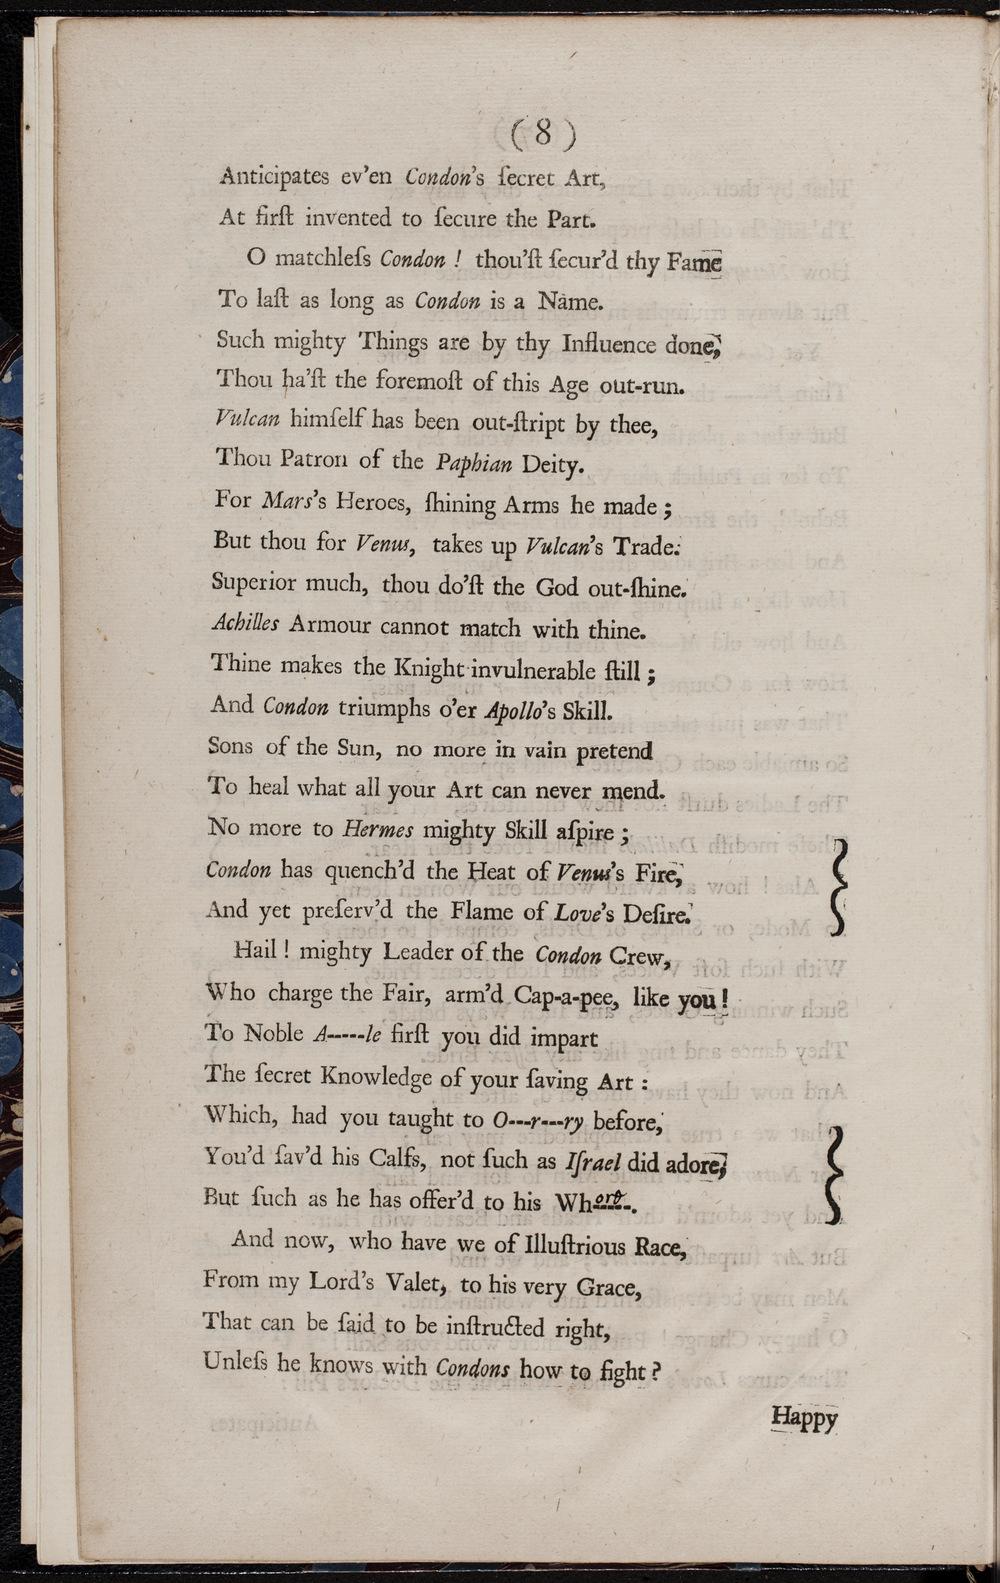 ( 8 )
Anticipates ev'en Condon's ſecret Art,
At firſt invented to ſecure the Part.
O matchleſs Condon ! thou'ſt ſecur'd thy Fame
To laſt as long as Condon is a Name.
Such mighty Things are by thy Influence done,
Thou ha'ſt the foremoſt of this Age out-run.
Vulcan himſelf has been out-ſtript by thee,
Thou Patron of the Paphian Deity.
For Mars's Heroes, ſhining Arms he made ;
But thou for Venus, takes up Vulcan's Trade.
Superior much, thou do'ſt the God out-ſhine.
Achilles Armour cannot match with thine.
Thine makes the Knight invulnerable ſtill ;
And Condon triumphs o'er Apollo's Skill.
Sons of the Sun, no more in vain pretend
To heal what all your Art can never mend.
No more to Hermes mighty Skill aſpire ;
Condon has quench'd the Heat of Venus's Fire,
And yet preſerv'd the Flame of Love's Deſire.
Hail ! mighty Leader of the Condon Crew,
Who charge the Fair, arm'd Cap-a-pee, like you !
To Noble A-----le firſt you did impart
The ſecret Knowledge of your ſaving Art :
Which, had you taught to O---r---ry before,
You'd ſav'd his Calfs, not ſuch as Iſrael did adore,
But ſuch as he has offer'd to his Whore.
And now, who have we of Illuſtrious Race,
From my Lord's Valet, to his very Grace,
That can be ſaid to be inſtructed right,
Unleſs he knows with Condons how to fight ?
Happy